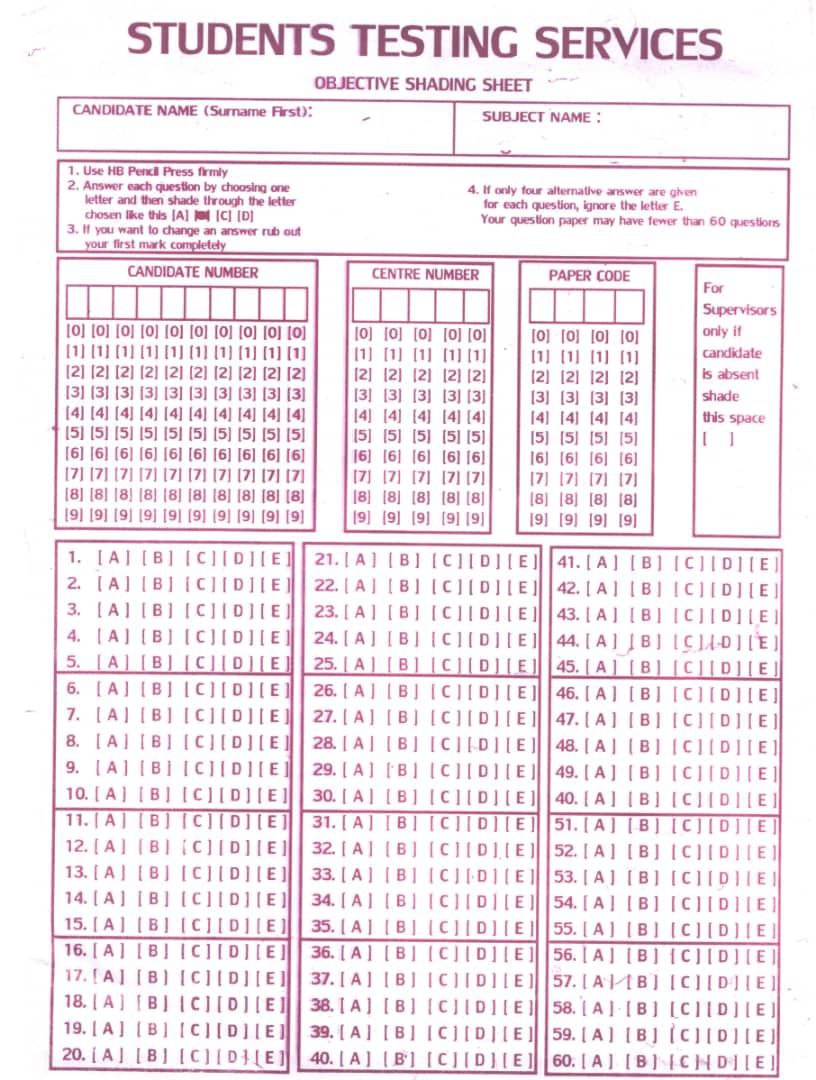 STUDENTS TESTING SERVICES
OBJECTIVE SHADING SHEET
CANDIDATE NAME (Surname First):
SUBJECT NAME :
1. Use HB Pencil Press firmly
2. Answer each question by choosing one
letter and then shade through the letter
chosen like this [A] [C] [D]
3. If you want to change an answer rub out
your first mark completely
4. If only four alternative answer are given
for each question, ignore the letter E.
Your question paper may have fewer than 60 questions
CANDIDATE NUMBER
[0] [0] [0] [0] [0] [0] [0] [0] [0] [0]
[1] [1] [1] [1] [1] [1] [1] [1] [1] [1]
[2] [2] [2] [2] [2] [2] [2] [2] [2] [2]
[3] [3] [3] [3] [3] [3] [3] [3] [3] [3]
[4] [4] [4] [4] [4] [4] [4] [4] [4] [4]
[5] [5] [5] [5] [5] [5] [5] [5] [5] [5]
[6] [6] [6] [6] [6] [6] [6] [6] [6] [6]
[7] [7] [7] [7] [7] [7] [7] [7] [7] [7]
[8] [8] [8] [8] [8] [8] [8] [8] [8] [8]
[9] [9] [9] [9] [9] [9] [9] [9] [9] [9]
CENTRE NUMBER
[0] [0] [0] [0] [0]
[1] [1] [1] [1] [1]
[2] [2] [2] [2] [2]
[3] [3] [3] [3] [3]
[4] [4] [4] [4] [4]
[5] [5] [5] [5] [5]
[6] [6] [6] [6] [6]
[7] [7] [7] [7] [7]
[8] [8] [8] [8] [8]
[9] [9] [9] [9] [9]
PAPER CODE
[0] [0] [0] [0]
[1] [1] [1] [1]
[2] [2] [2] [2]
[3] [3] [3] [3]
[4] [4] [4] [4]
[5] [5] [5] [5]
[6] [6] [6] [6]
[7] [7] [7] [7]
[8] [8] [8] [8]
[9] [9] [9] [9]
For
Supervisors
only if
candidate
is absent
shade
this space
[ ]
1. [A] [B] [C] [D] [E]
2. [A] [B] [C] [D] [E]
3. [A] [B] [C] [D] [E]
4. [A] [B] [C] [D] [E]
5. [A] [B] [C] [D] [E]
6. [A] [B] [C] [D] [E]
7. [A] [B] [C] [D] [E]
8. [A] [B] [C] [D] [E]
9. [A] [B] [C] [D] [E]
10. [A] [B] [C] [D] [E]
11. [A] [B] [C] [D] [E]
12. [A] [B] [C] [D] [E]
13. [A] [B] [C] [D] [E]
14. [A] [B] [C] [D] [E]
15. [A] [B] [C] [D] [E]
16. [A] [B] [C] [D] [E]
17. [A] [B] [C] [D] [E]
18. [A] [B] [C] [D] [E]
19. [A] [B] [C] [D] [E]
20. [A] [B] [C] [D] [E]
21. [A] [B] [C] [D] [E]
22. [A] [B] [C] [D] [E]
23. [A] [B] [C] [D] [E]
24. [A] [B] [C] [D] [E]
25. [A] [B] [C] [D] [E]
26. [A] [B] [C] [D] [E]
27. [A] [B] [C] [D] [E]
28. [A] [B] [C] [D] [E]
29. [A] [B] [C] [D] [E]
30. [A] [B] [C] [D] [E]
31. [A] [B] [C] [D] [E]
32. [A] [B] [C] [D] [E]
33. [A] [B] [C] [D] [E]
34. [A] [B] [C] [D] [E]
35. [A] [B] [C] [D] [E]
36. [A] [B] [C] [D] [E]
37. [A] [B] [C] [D] [E]
38. [A] [B] [C] [D] [E]
39. [A] [B] [C] [D] [E]
40. [A] [B] [C] [D] [E]
41. [A] [B] [C] [D] [E]
42. [A] [B] [C] [D] [E]
43. [A] [B] [C] [D] [E]
44. [A] [B] [C] [D] [E]
45. [A] [B] [C] [D] [E]
46. [A] [B] [C] [D] [E]
47. [A] [B] [C] [D] [E]
48. [A] [B] [C] [D] [E]
49. [A] [B] [C] [D] [E]
40. [A] [B] [C] [D] [E]
51. [A] [B] [C] [D] [E]
52. [A] [B] [C] [D] [E]
53. [A] [B] [C] [D] [E]
54. [A] [B] [C] [D] [E]
55. [A] [B] [C] [D] [E]
56. [A] [B] [C] [D] [E]
57. [A] [B] [C] [D] [E]
58. [A] [B] [C] [D] [E]
59. [A] [B] [C] [D] [E]
60. [A] [B] [C] [D] [E]